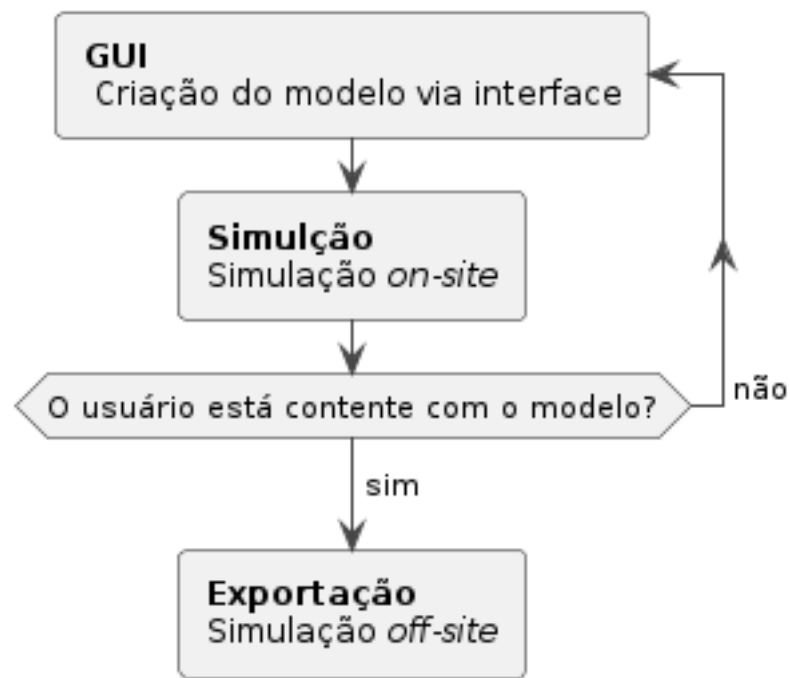 GUI
Criação do modelo via interface
Simulção
Simulação on-site
O usuário está contente com o modelo?
não
sim
Exportação
Simulação off-site